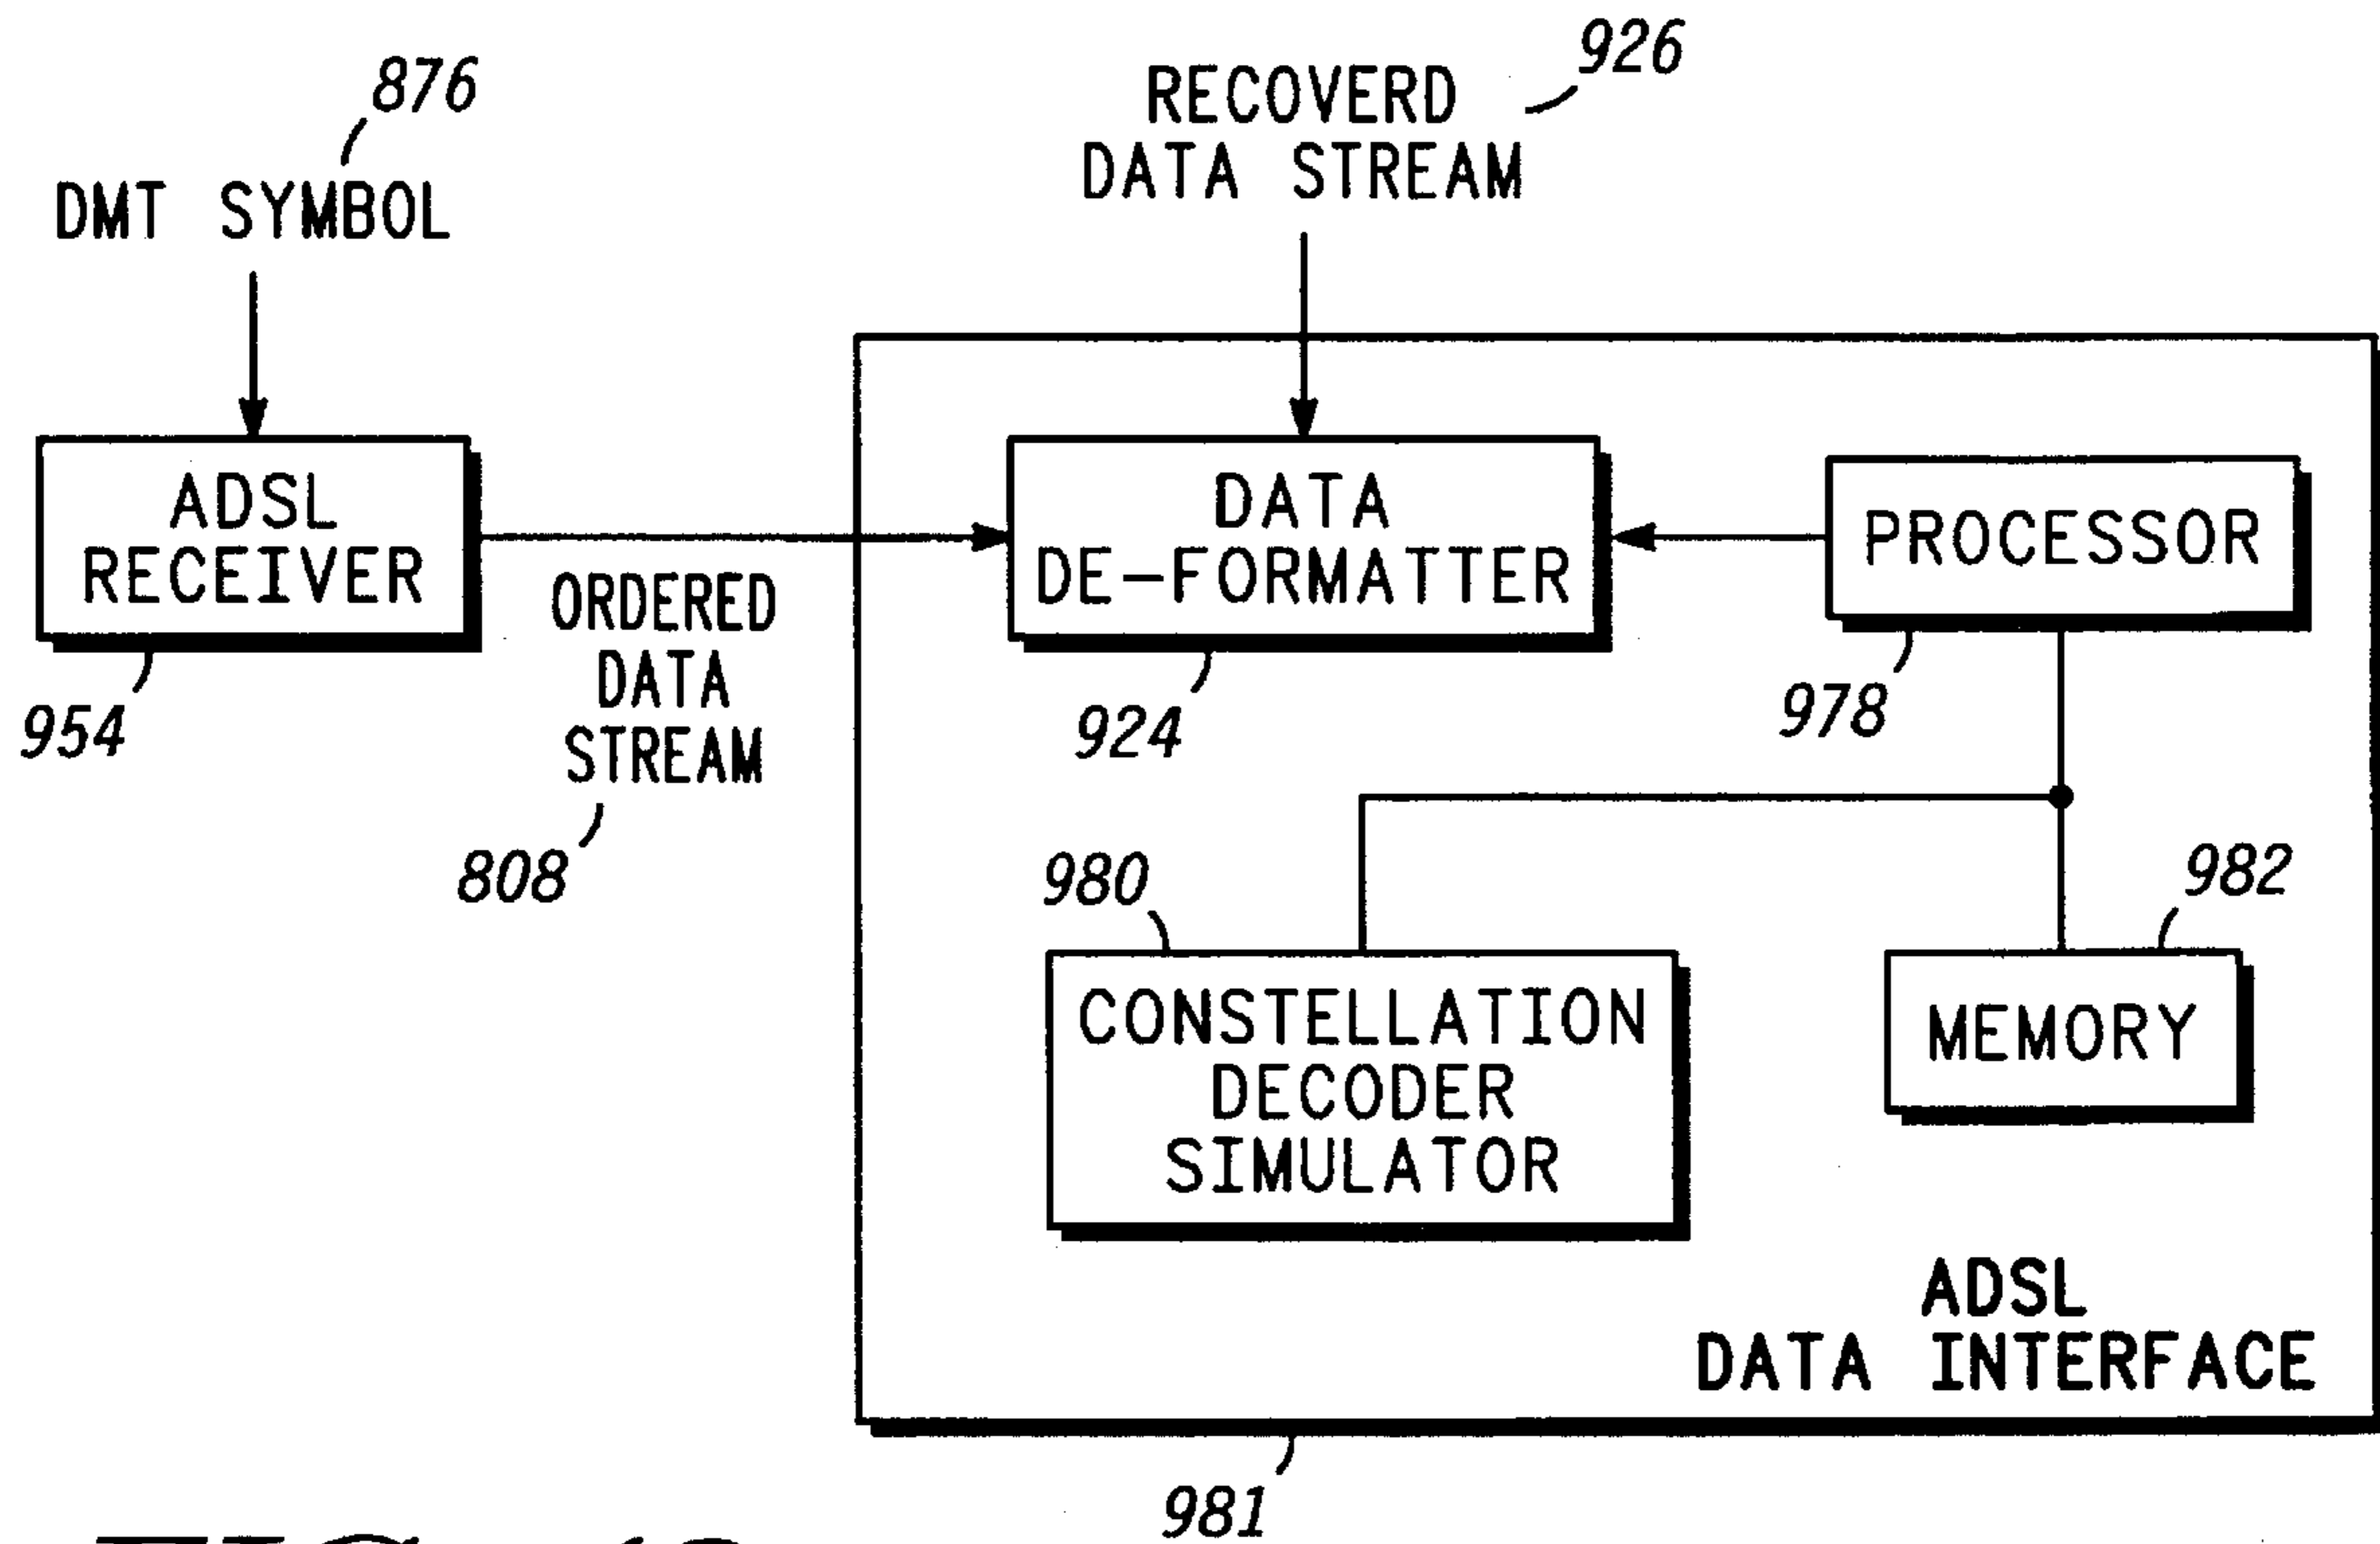 876
DMT SYMBOL
926
RECOVERD
DATA STREAM
ADSL
RECEIVER
954
ORDERED
DATA
STREAM
808
DATA
DE-FORMATTER
924
PROCESSOR
978
980
CONSTELLATION
DECODER
SIMULATOR
982
MEMORY
ADSL
DATA INTERFACE
981